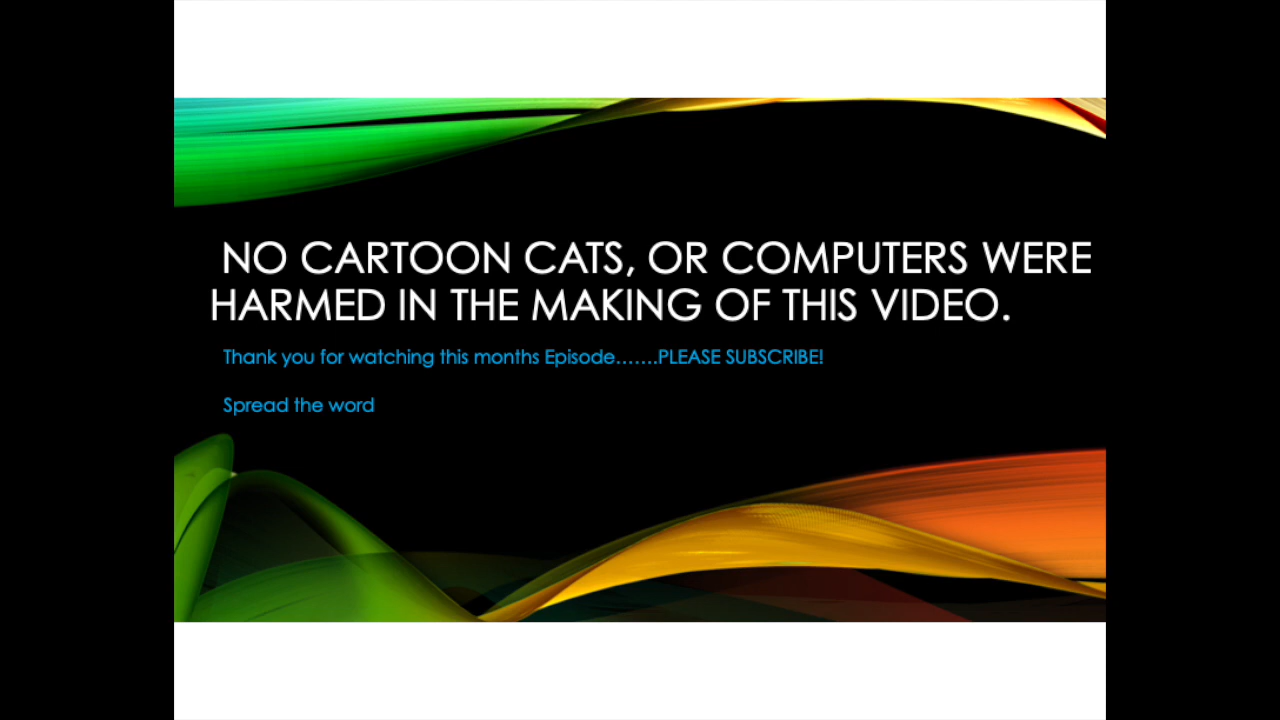 NO CARTOON CATS, OR COMPUTERS WERE
HARMED IN THE MAKING OF THIS VIDEO.
Thank you for watching this months Episode.......PLEASE SUBSCRIBE!
Spread the word